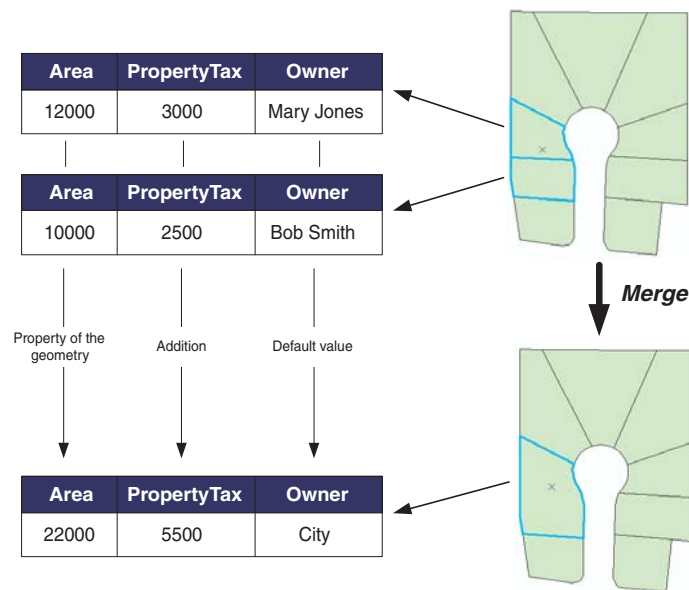 Area PropertyTax Owner
12000 3000 Mary Jones
Area PropertyTax Owner
10000 2500 Bob Smith
Merge
Property of the
geometry
Addition
Default value
Area PropertyTax Owner
22000 5500 City